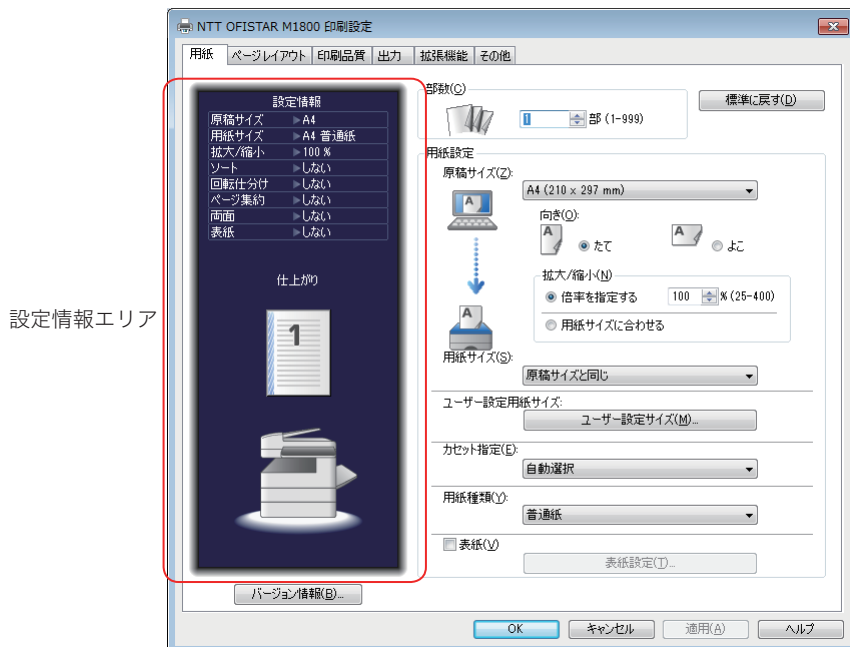 NTT OFISTAR M1800 印刷設定
用紙 ページレイアウト 印刷品質 出力 拡張機能 その他
設定情報エリア
設定情報
原稿サイズ ▶A4
用紙サイズ ▶A4 普通紙
拡大/縮小 ▶100 %
ソート ▶しない
回転仕分け ▶しない
ページ集約 ▶しない
両面 ▶しない
表紙 ▶しない
仕上がり
1
バージョン情報(B)...
部数(C)
1 部 (1-999)
標準に戻す(D)
用紙設定
原稿サイズ(Z):
A4 (210 x 297 mm)
向き(O):
A たて A よこ
A
拡大/縮小(N)
倍率を指定する 100 % (25-400)
用紙サイズに合わせる
A
用紙サイズ(S):
原稿サイズと同じ
ユーザー設定用紙サイズ:
ユーザー設定サイズ(M)...
カセット指定(E):
自動選択
用紙種類(Y):
普通紙
表紙(V)
表紙設定(T)...
OK キャンセル 適用(A) ヘルプ